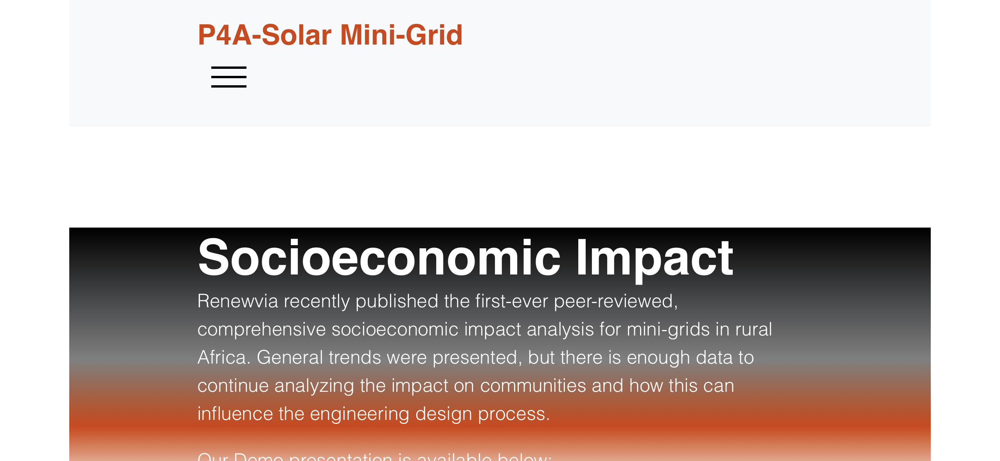 P4A-Solar Mini-Grid
Socioeconomic Impact
Renewvia recently published the first-ever peer-reviewed,
comprehensive socioeconomic impact analysis for mini-grids in rural
Africa. General trends were presented, but there is enough data to
continue analyzing the impact on communities and how this can
influence the engineering design process.
Our Demo presentation is available below: